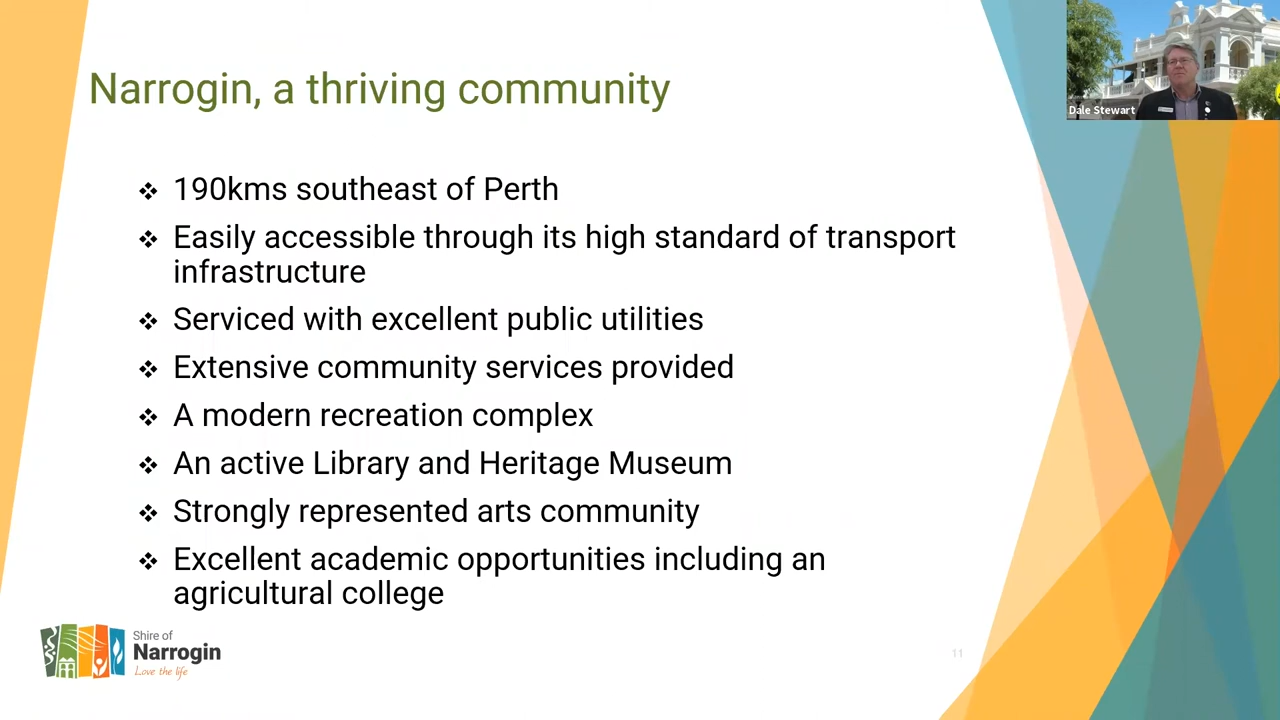 Narrogin, a thriving community
Dale Stewart
❖ 190kms southeast of Perth
❖ Easily accessible through its high standard of transport
infrastructure
❖ Serviced with excellent public utilities
❖ Extensive community services provided
❖ A modern recreation complex
❖ An active Library and Heritage Museum
❖ Strongly represented arts community
❖ Excellent academic opportunities including an
agricultural college
Shire of
Narrogin
Love the life
11